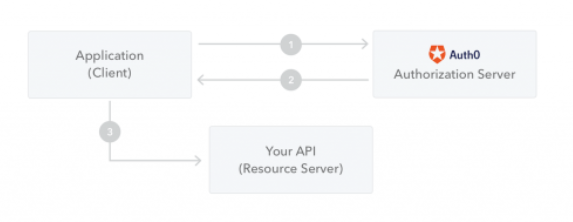 Application
(Client)
1
Auth0
Authorization Server
2
3
Your API
(Resource Server)